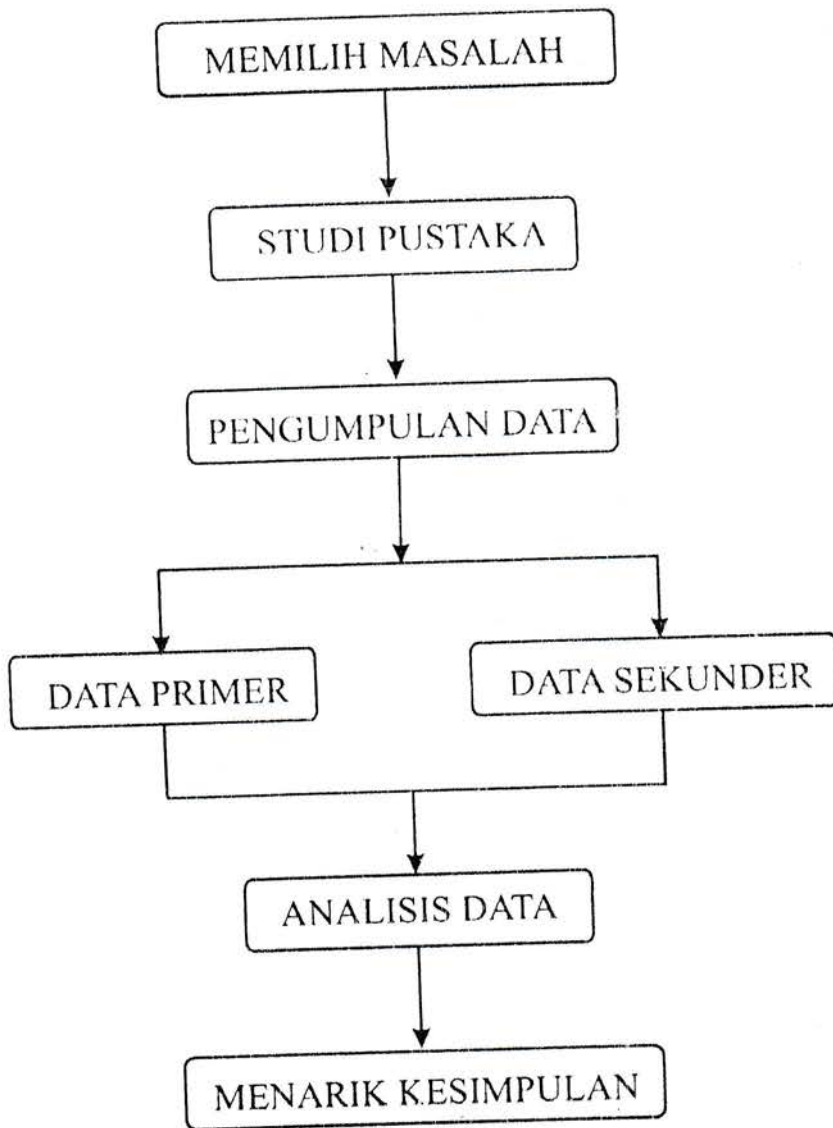 MEMILIH MASALAH
STUDI PUSTAKA
PENGUMPULAN DATA
DATA PRIMER
DATA SEKUNDER
ANALISIS DATA
MENARIK KESIMPULAN